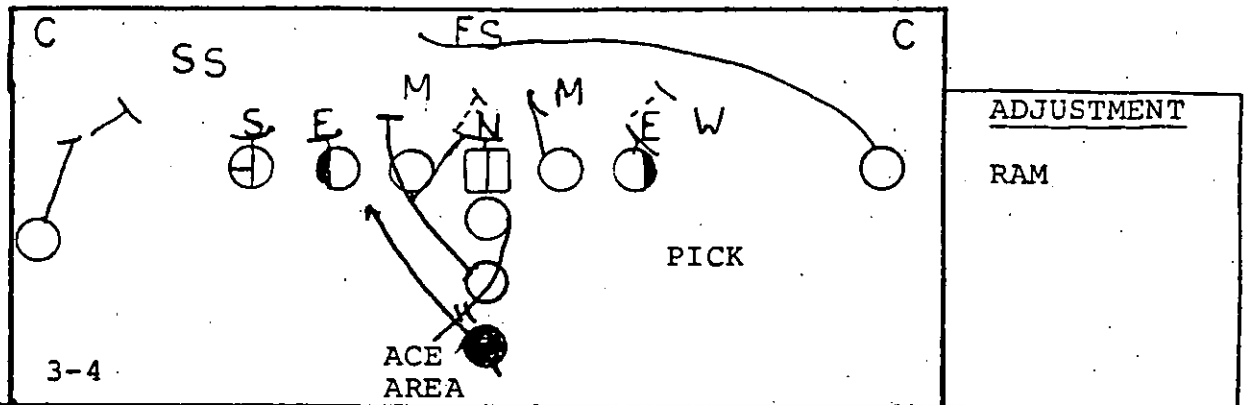 C FS C
SS
M M
S E N E W
PICK
ACE
AREA
3-4
ADJUSTMENT
RAM